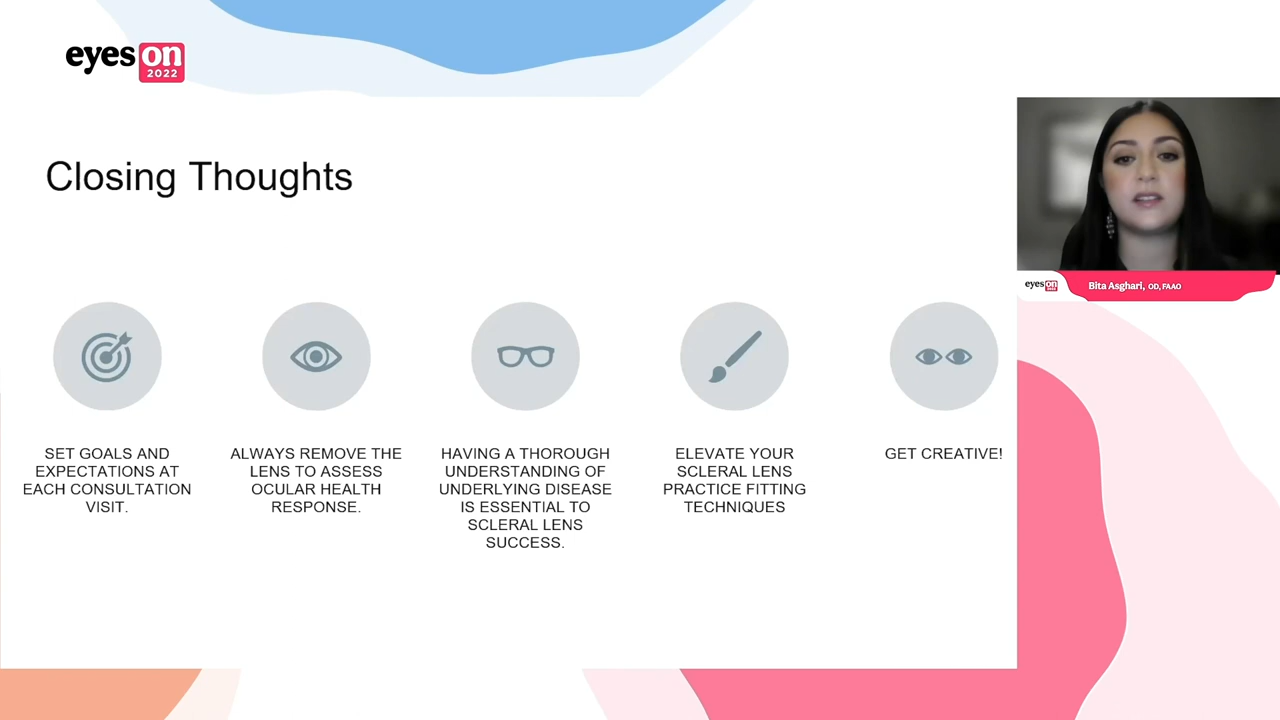 eyes on
2022
Closing Thoughts
SET GOALS AND
EXPECTATIONS AT
EACH CONSULTATION
VISIT.
ALWAYS REMOVE THE
LENS TO ASSESS
OCULAR HEALTH
RESPONSE.
HAVING A THOROUGH
UNDERSTANDING OF
UNDERLYING DISEASE
IS ESSENTIAL TO
SCLERAL LENS
SUCCESS.
ELEVATE YOUR
SCLERAL LENS
PRACTICE FITTING
TECHNIQUES
GET CREATIVE!
eyes on
Bita Asghari, OD, FAAO